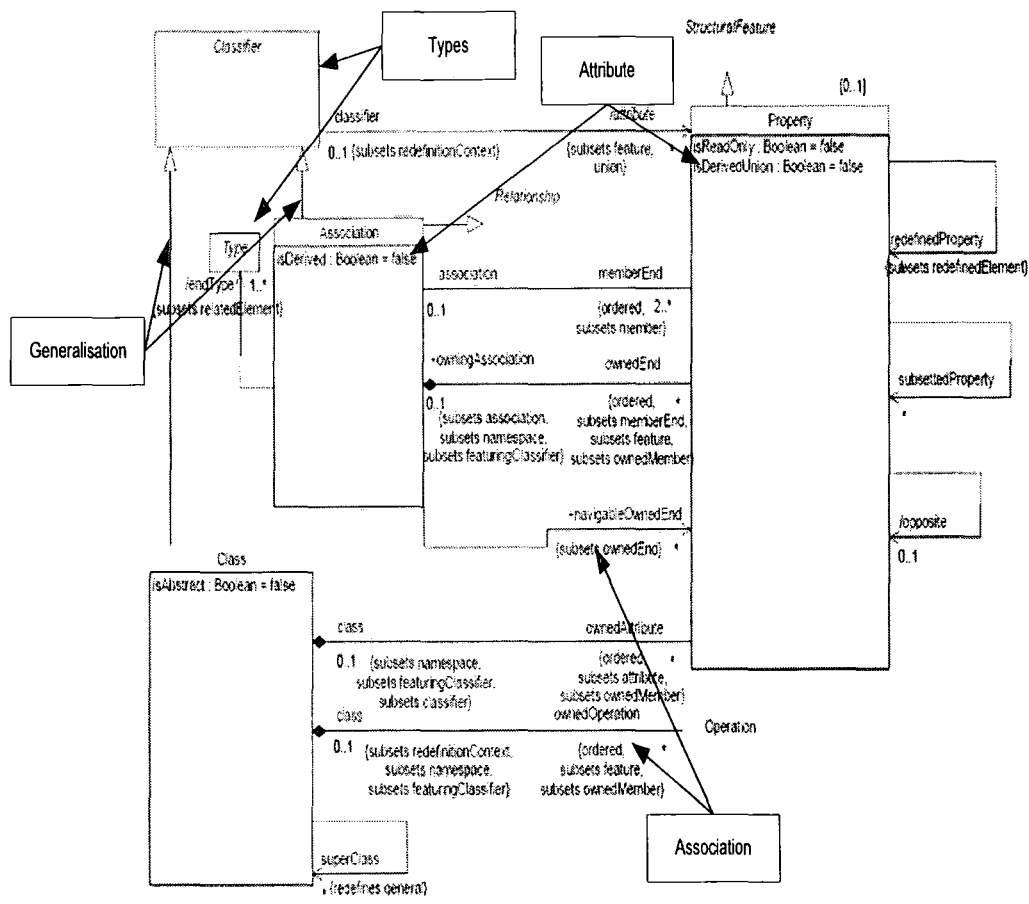 Classifier
Types
StructuralFeature
Attribute
{0..1}
classifier
/attribute
Property
0..1 {subsets redefinitionContext}
{subsets feature,
union}
isReadOnly : Boolean = false
isDerivedUnion : Boolean = false
Relationship
Type
Association
isDerived : Boolean = false
/endType 1..*
{subsets relatedElement}
redefinedProperty
{subsets redefinedElement}
association
memberEnd
0..1
{ordered, 2..*
subsets member}
Generalisation
+owningAssociation
ownedEnd
0..1
{subsets association,
subsets namespace,
subsets featuringClassifier}
{ordered, *
subsets memberEnd,
subsets feature,
subsets ownedMember}
subsettedProperty
*
+navigableOwnedEnd
{subsets ownedEnd} *
/opposite
0..1
Class
isAbstract : Boolean = false
class
ownedAttribute
0..1 {subsets namespace,
subsets featuringClassifier,
subsets classifier}
{ordered, *
subsets attribute,
subsets ownedMember}
class
ownedOperation
Operation
0..1 {subsets redefinitionContext,
subsets namespace,
subsets featuringClassifier}
{ordered, *
subsets feature,
subsets ownedMember}
Association
superClass
* {redefines general}